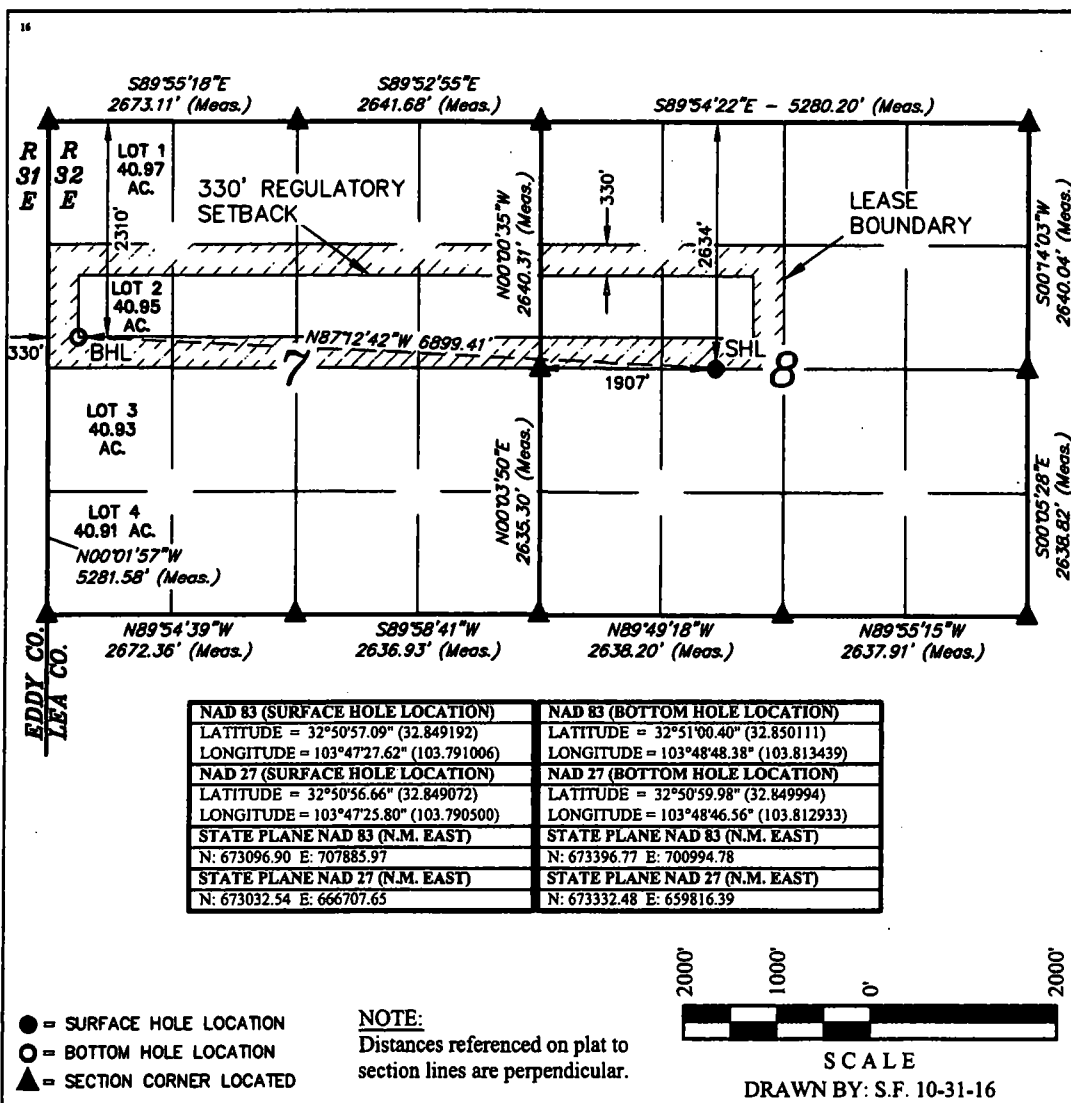 16
S89°55'18"E
2673.11' (Meas.)
S89°52'55"E
2641.68' (Meas.)
S89°54'22"E - 5280.20' (Meas.)
R R
31 32
E E
LOT 1
40.97
AC.
2310'
330' REGULATORY
SETBACK
N00°00'35"W
2640.31' (Meas.)
330'
2634'
LEASE
BOUNDARY
S00°14'03"W
2640.04' (Meas.)
LOT 2
40.95
AC.
330'
BHL
N87°12'42"W 6899.41'
SHL
7
1907'
8
LOT 3
40.93
AC.
N00°03'50"E
2635.30' (Meas.)
S00°05'28"E
2638.82' (Meas.)
LOT 4
40.91 AC.
N00°01'57"W
5281.58' (Meas.)
N89°54'39"W
2672.36' (Meas.)
S89°58'41"W
2636.93' (Meas.)
N89°49'18"W
2638.20' (Meas.)
N89°55'15"W
2637.91' (Meas.)
EDDY CO.
LEA CO.
NAD 83 (SURFACE HOLE LOCATION)
LATITUDE = 32°50'57.09" (32.849192)
LONGITUDE = 103°47'27.62" (103.791006)
NAD 27 (SURFACE HOLE LOCATION)
LATITUDE = 32°50'56.66" (32.849072)
LONGITUDE = 103°47'25.80" (103.790500)
STATE PLANE NAD 83 (N.M. EAST)
N: 673096.90 E: 707885.97
STATE PLANE NAD 27 (N.M. EAST)
N: 673032.54 E: 666707.65
NAD 83 (BOTTOM HOLE LOCATION)
LATITUDE = 32°51'00.40" (32.850111)
LONGITUDE = 103°48'48.38" (103.813439)
NAD 27 (BOTTOM HOLE LOCATION)
LATITUDE = 32°50'59.98" (32.849994)
LONGITUDE = 103°48'46.56" (103.812933)
STATE PLANE NAD 83 (N.M. EAST)
N: 673396.77 E: 700994.78
STATE PLANE NAD 27 (N.M. EAST)
N: 673332.48 E: 659816.39
= SURFACE HOLE LOCATION
= BOTTOM HOLE LOCATION
= SECTION CORNER LOCATED
NOTE:
Distances referenced on plat to
section lines are perpendicular.
2000' 1000' 0' 2000'
SCALE
DRAWN BY: S.F. 10-31-16